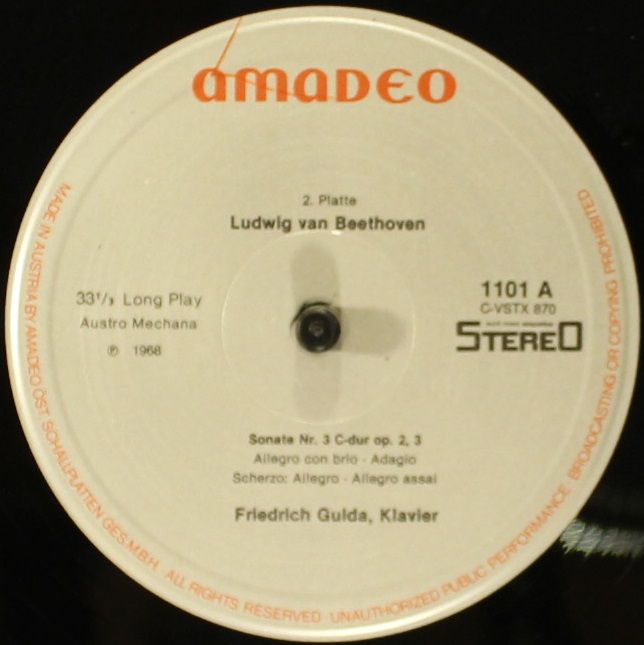 amadeo
2. Platte
Ludwig van Beethoven
33 1/3 Long Play
Austro Mechana
℗ 1968
1101 A
C-VSTX 870
STEREO
Sonate Nr. 3 C-dur op. 2, 3
Allegro con brio - Adagio
Scherzo: Allegro - Allegro assai
Friedrich Gulda, Klavier
MADE IN AUSTRIA BY AMADEO ÖST. SCHALLPLATTEN GES.M.B.H. ALL RIGHTS RESERVED UNAUTHORIZED PUBLIC PERFORMANCE BROADCASTING OR COPYING PROHIBITED